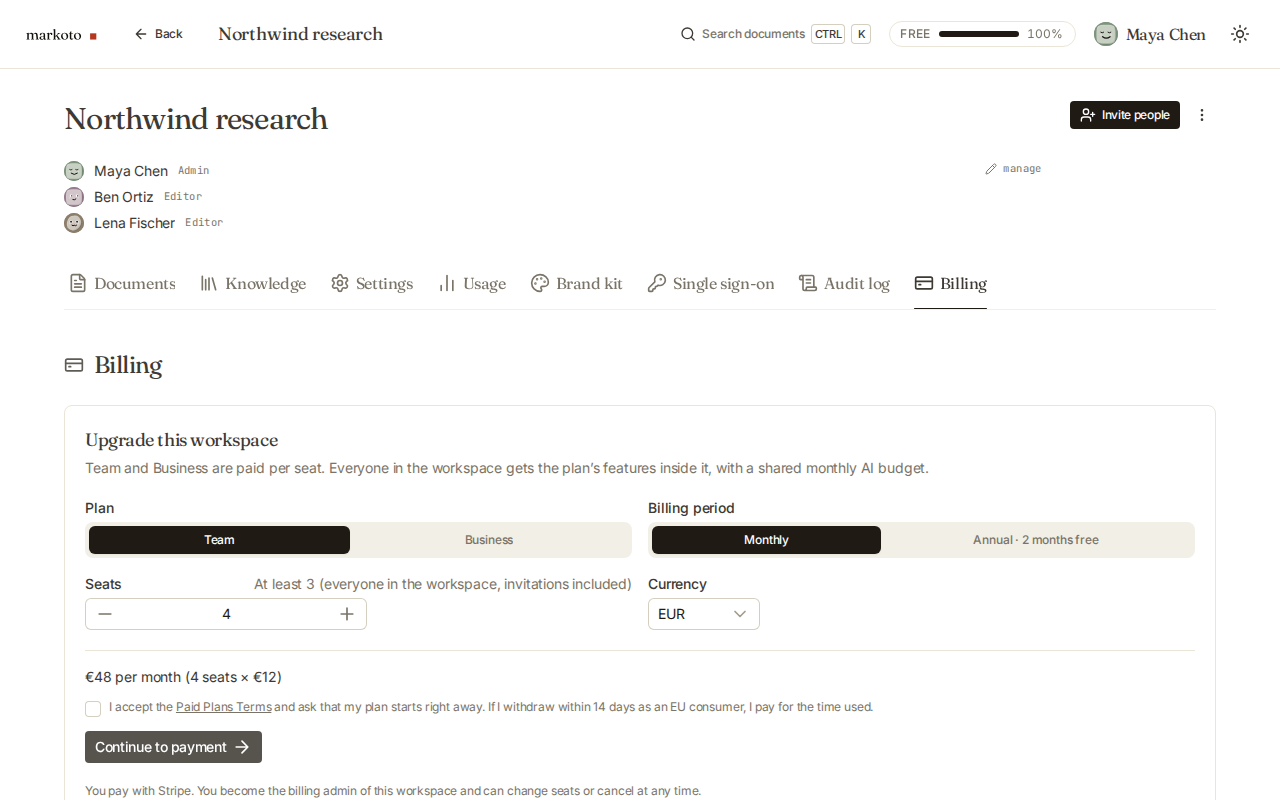 markoto
Back
Northwind research
Search documents CTRL K
FREE 100%
Maya Chen
Northwind research
Invite people
Maya Chen Admin
manage
Ben Ortiz Editor
Lena Fischer Editor
Documents Knowledge Settings Usage Brand kit Single sign-on Audit log Billing
Billing
Upgrade this workspace
Team and Business are paid per seat. Everyone in the workspace gets the plan’s features inside it, with a shared monthly AI budget.
Plan
Team Business
Billing period
Monthly Annual · 2 months free
Seats At least 3 (everyone in the workspace, invitations included)
4
Currency
EUR
€48 per month (4 seats × €12)
I accept the Paid Plans Terms and ask that my plan starts right away. If I withdraw within 14 days as an EU consumer, I pay for the time used.
Continue to payment
You pay with Stripe. You become the billing admin of this workspace and can change seats or cancel at any time.